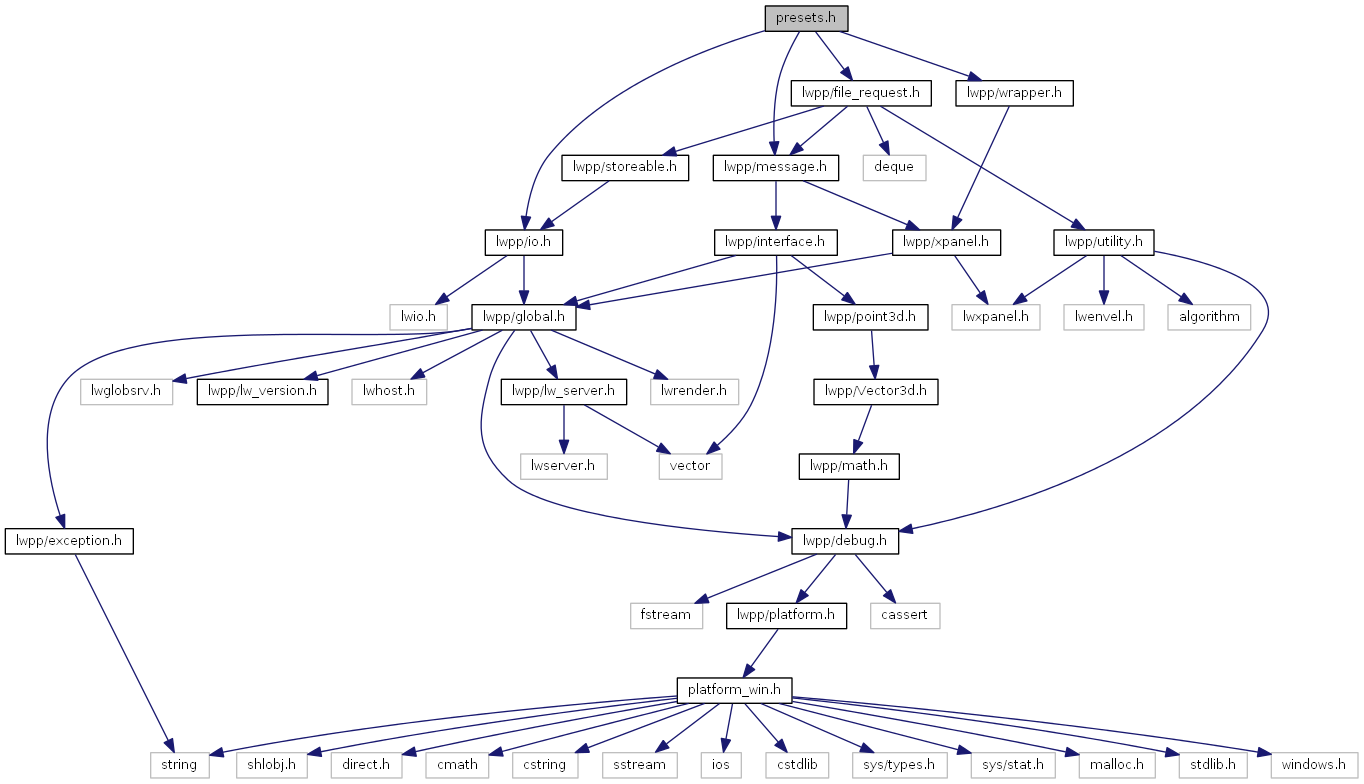 presets.h
lwpp/file_request.h
lwpp/wrapper.h
lwpp/storeable.h
lwpp/message.h
deque
lwpp/io.h
lwpp/interface.h
lwpp/xpanel.h
lwpp/utility.h
lwio.h
lwpp/global.h
lwpp/point3d.h
lwxpanel.h
lwenvel.h
algorithm
lwglobsrv.h
lwpp/lw_version.h
lwhost.h
lwpp/lw_server.h
lwrender.h
lwpp/Vector3d.h
lwserver.h
vector
lwpp/math.h
lwpp/exception.h
lwpp/debug.h
fstream
lwpp/platform.h
cassert
platform_win.h
string
shlobj.h
direct.h
cmath
cstring
sstream
ios
cstdlib
sys/types.h
sys/stat.h
malloc.h
stdlib.h
windows.h